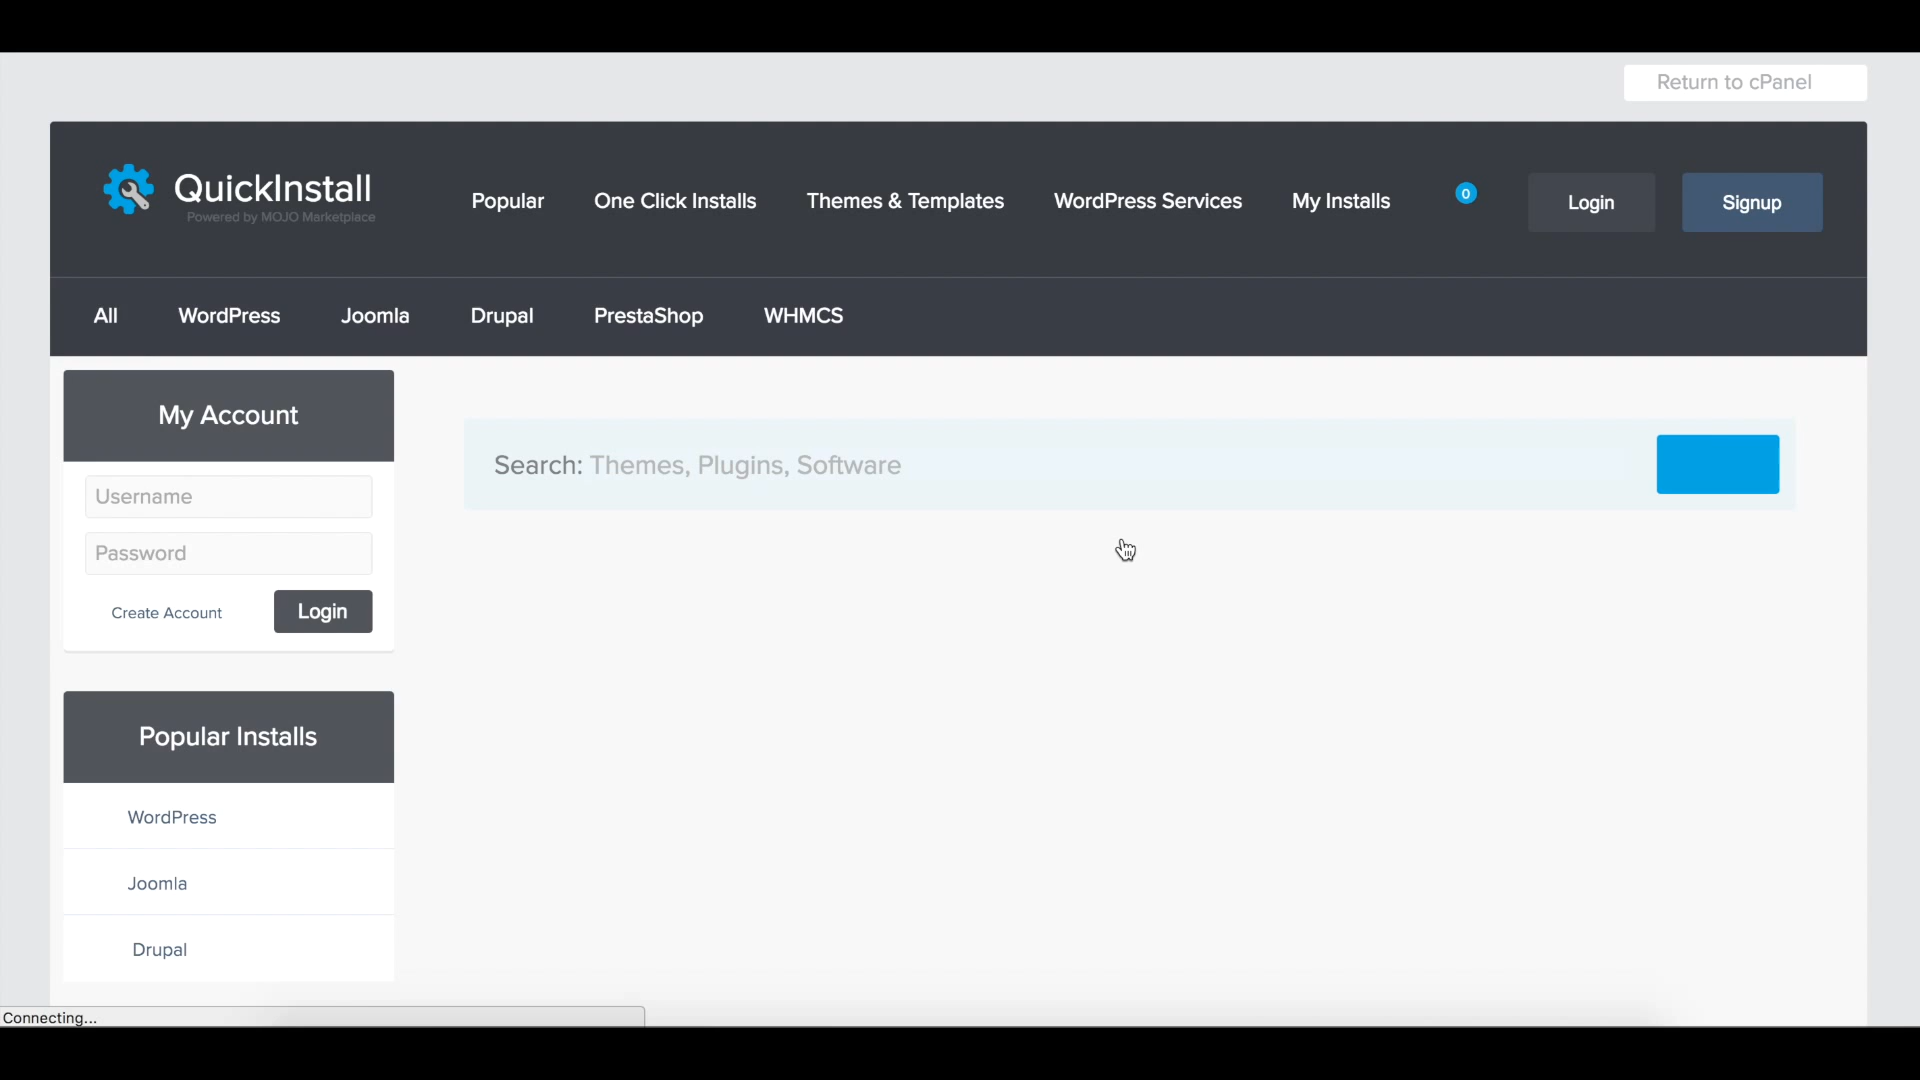 Return to cPanel
QuickInstall
Powered by MOJO Marketplace
Popular
One Click Installs
Themes & Templates
WordPress Services
My Installs
0
Login
Signup
All
WordPress
Joomla
Drupal
PrestaShop
WHMCS
My Account
Username
Password
Create Account
Login
Search: Themes, Plugins, Software
Popular Installs
WordPress
Joomla
Drupal
Connecting...